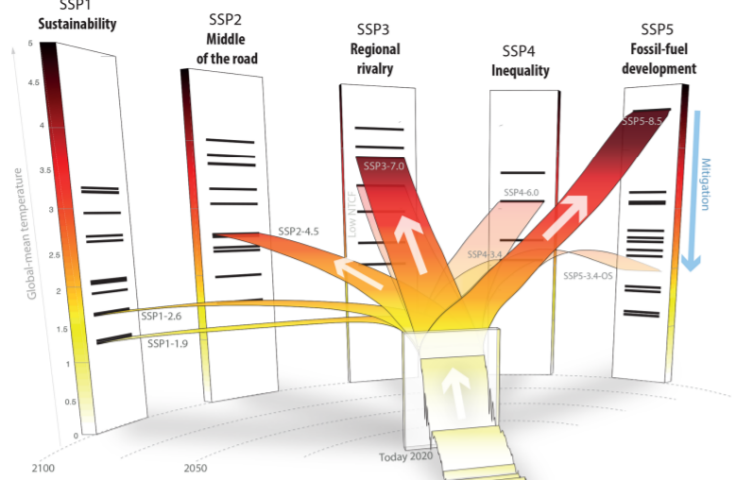 SSP1
Sustainability
SSP2
Middle
of the road
SSP3
Regional
rivalry
SSP4
Inequality
SSP5
Fossil-fuel
development
5
4.5
4
3.5
3
2.5
2
1.5
1
0.5
0
Global-mean temperature
SSP1-2.6
SSP1-1.9
SSP2-4.5
SSP3-7.0
Low NTCF
SSP4-6.0
SSP4-3.4
SSP5-8.5
SSP5-3.4-OS
Mitigation
Today 2020
2050
2100